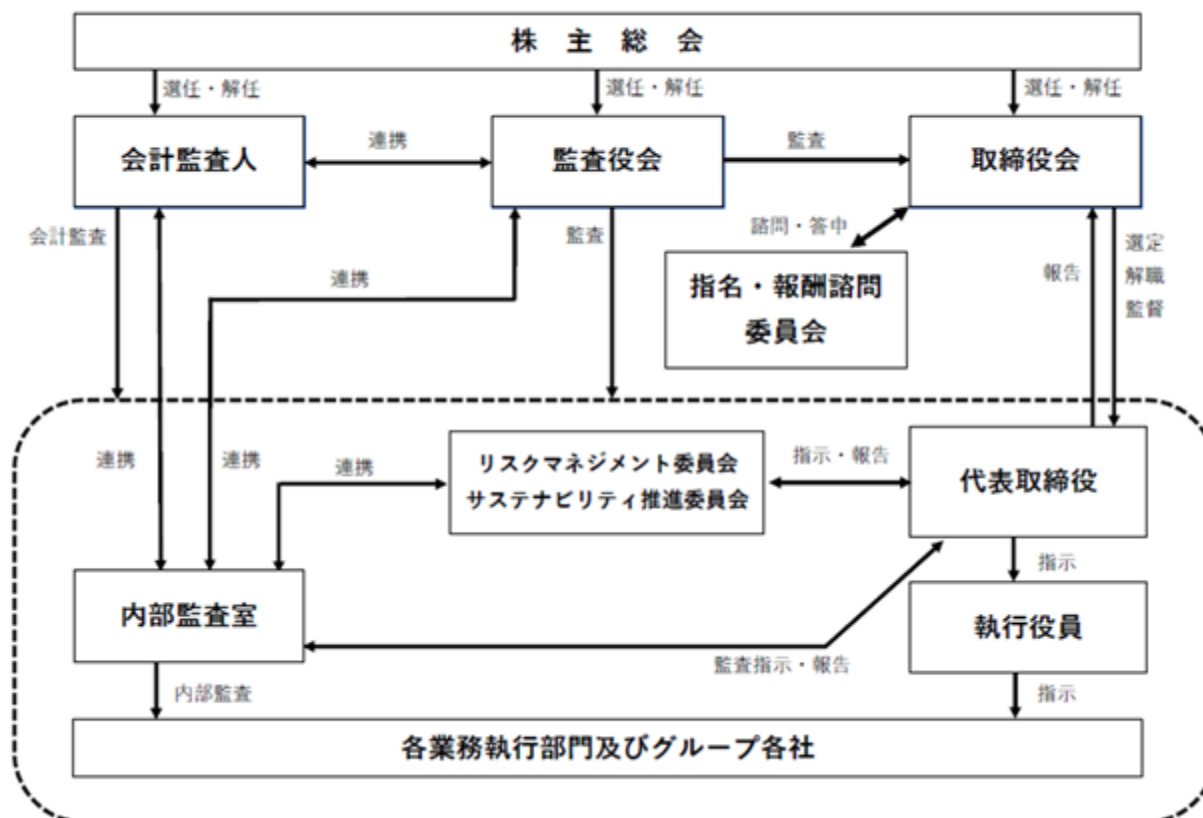 株 主 総 会
選任・解任
選任・解任
選任・解任
会計監査人
連携
監査役会
監査
取締役会
会計監査
監査
諮問・答申
連携
指名・報酬諮問
委員会
報告
選定
解職
監督
連携
連携
連携
リスクマネジメント委員会
サステナビリティ推進委員会
指示・報告
代表取締役
指示
内部監査室
執行役員
監査指示・報告
内部監査
指示
各業務執行部門及びグループ各社